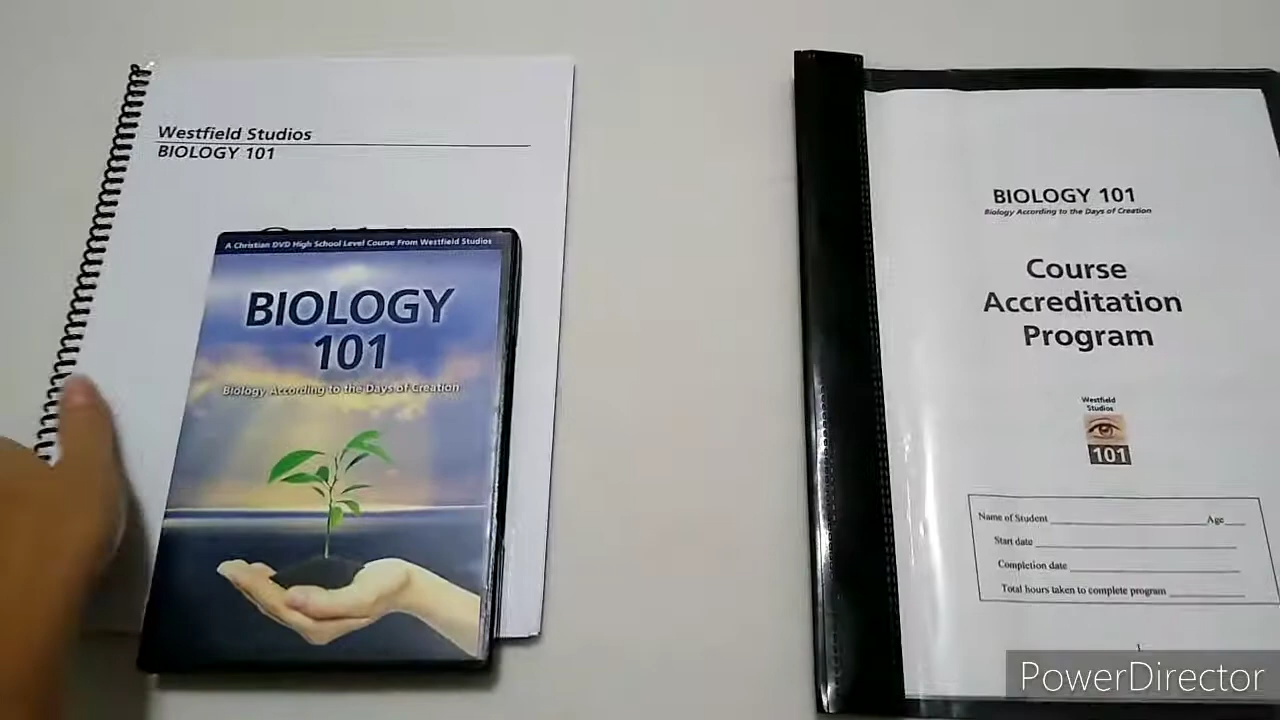 Westfield Studios
BIOLOGY 101
A Christian DVD High School Level Course From Westfield Studios
BIOLOGY
101
Biology According to the Days of Creation
BIOLOGY 101
Biology According to the Days of Creation
Course
Accreditation
Program
Westfield
Studios
101
Name of Student Age
Start date
Completion date
Total hours taken to complete program
PowerDirector